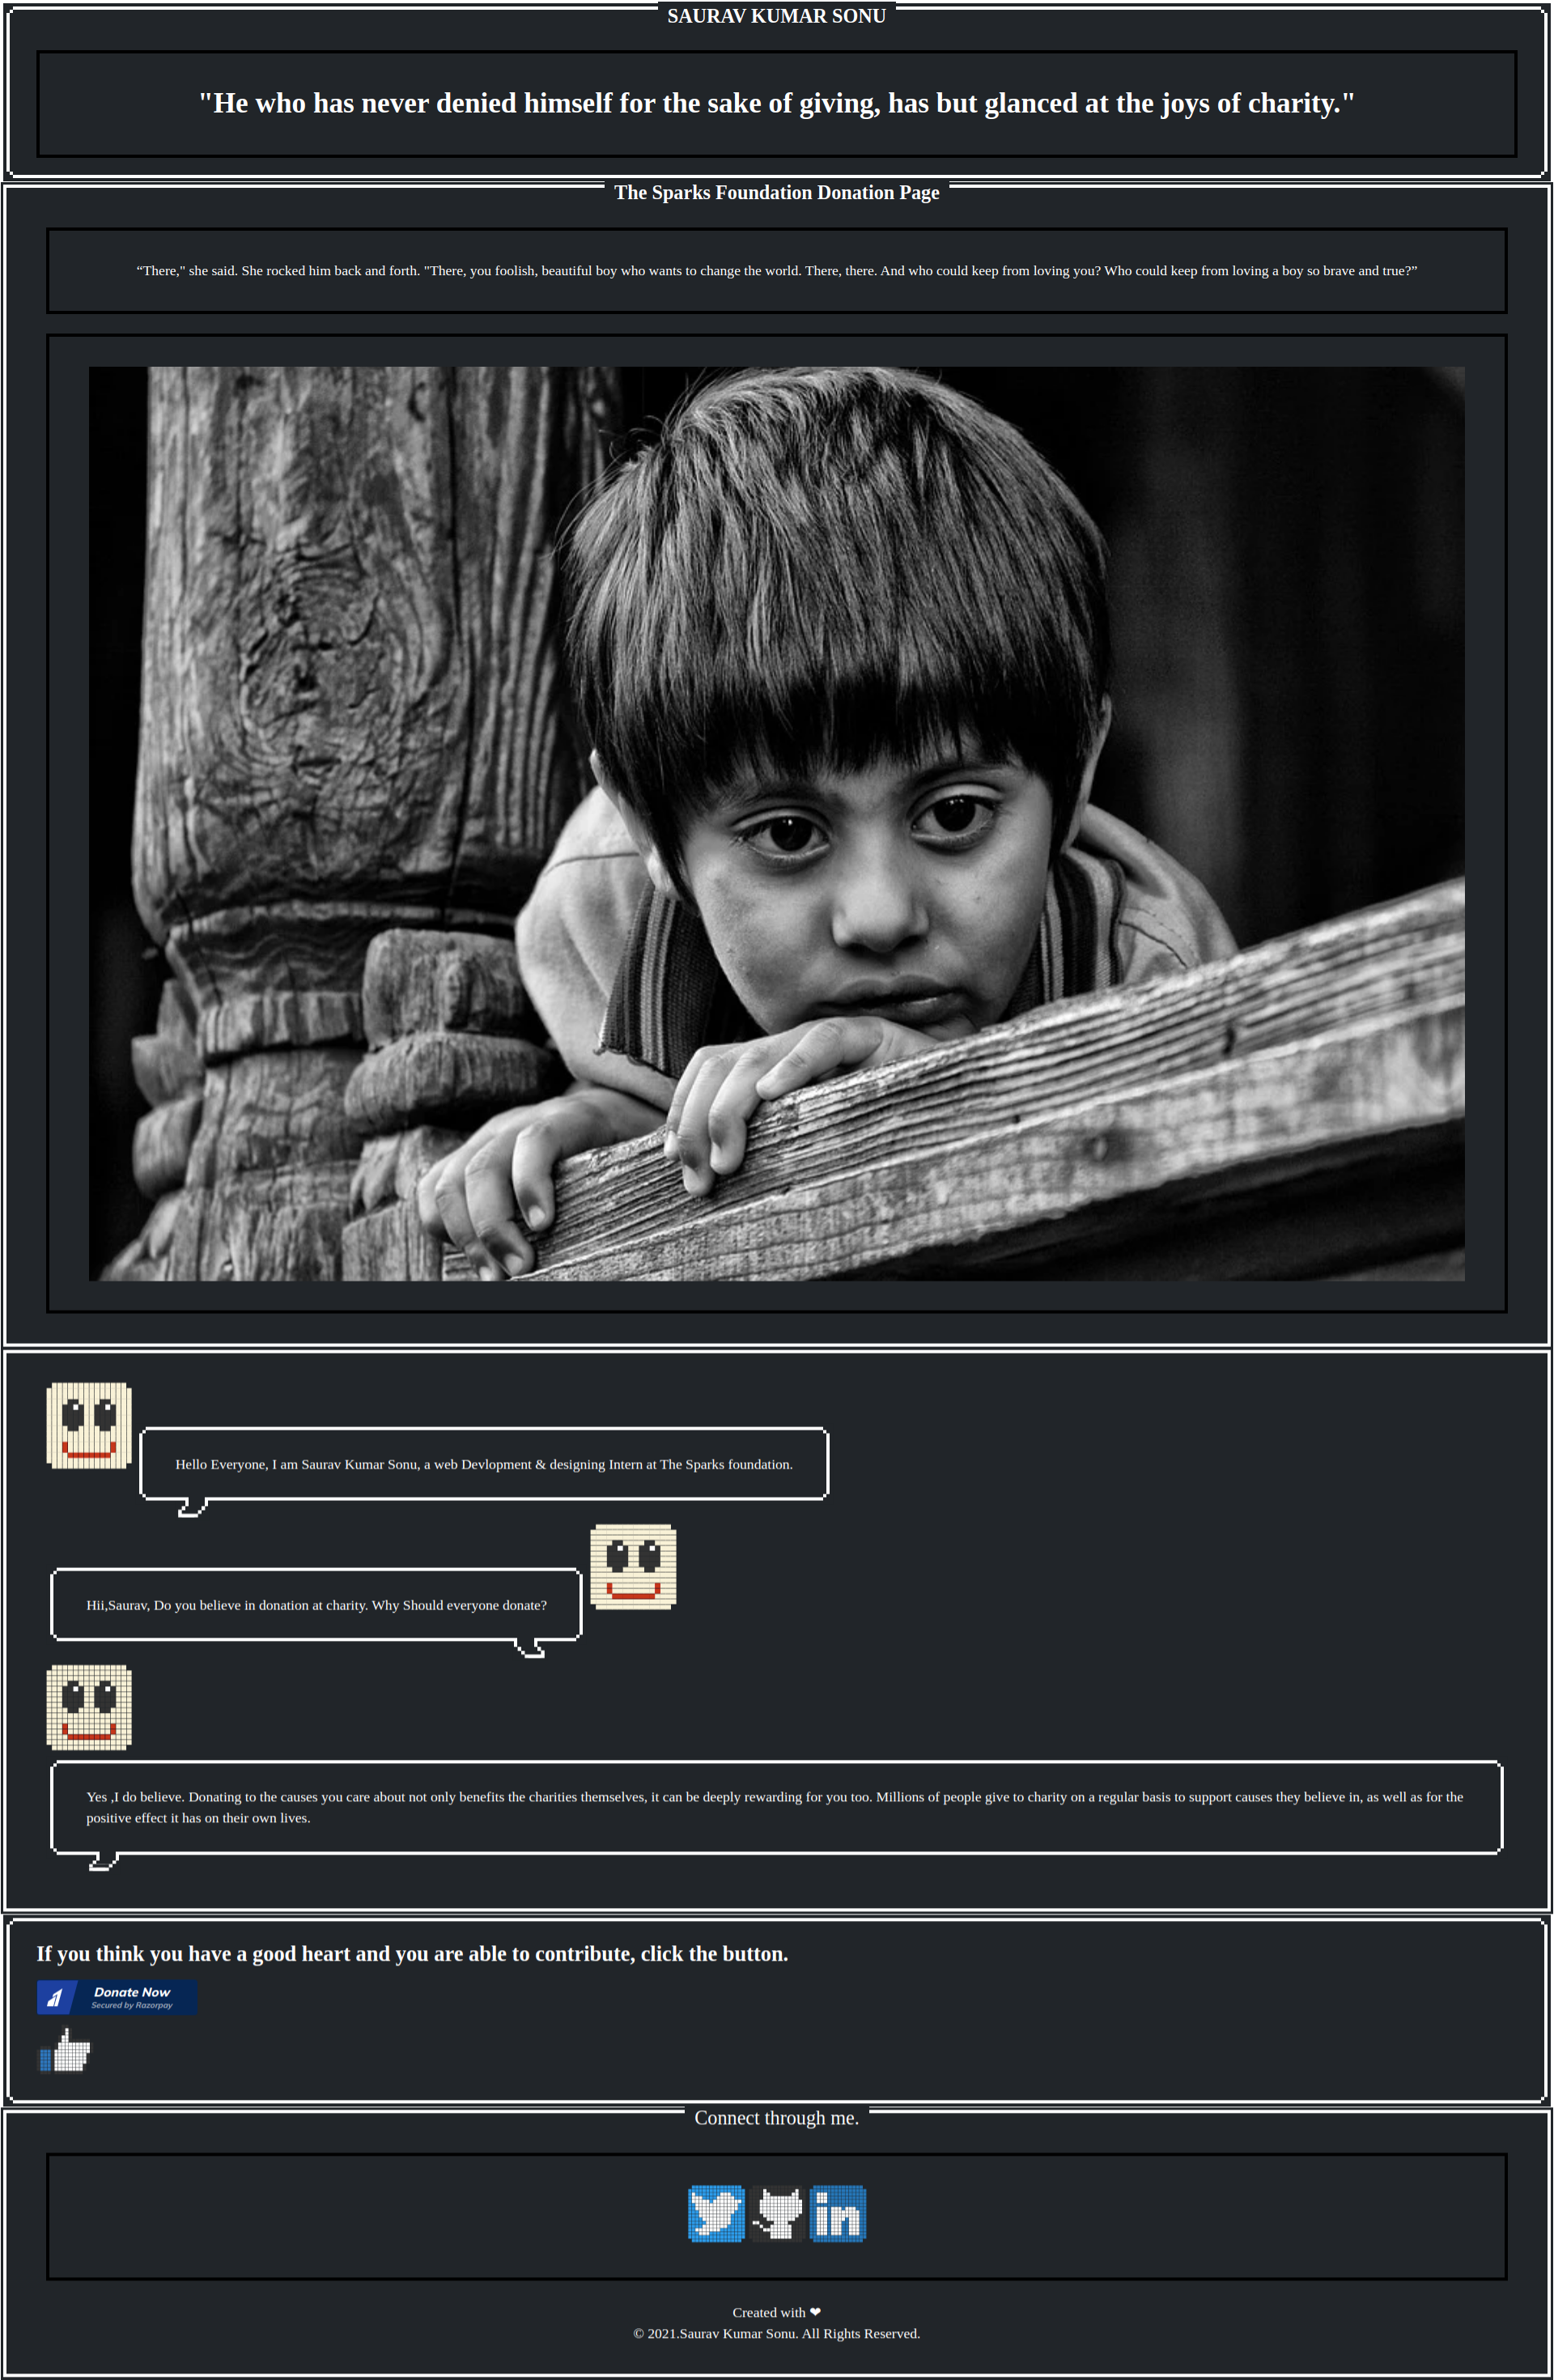 SAURAV KUMAR SONU
"He who has never denied himself for the sake of giving, has but glanced at the joys of charity."
The Sparks Foundation Donation Page
“There," she said. She rocked him back and forth. "There, you foolish, beautiful boy who wants to change the world. There, there. And who could keep from loving you? Who could keep from loving a boy so brave and true?”
Hello Everyone, I am Saurav Kumar Sonu, a web Devlopment & designing Intern at The Sparks foundation.
Hii,Saurav, Do you believe in donation at charity. Why Should everyone donate?
Yes ,I do believe. Donating to the causes you care about not only benefits the charities themselves, it can be deeply rewarding for you too. Millions of people give to charity on a regular basis to support causes they believe in, as well as for the
positive effect it has on their own lives.
If you think you have a good heart and you are able to contribute, click the button.
Donate Now
Secured by Razorpay
Connect through me.
in
Created with ❤
© 2021.Saurav Kumar Sonu. All Rights Reserved.